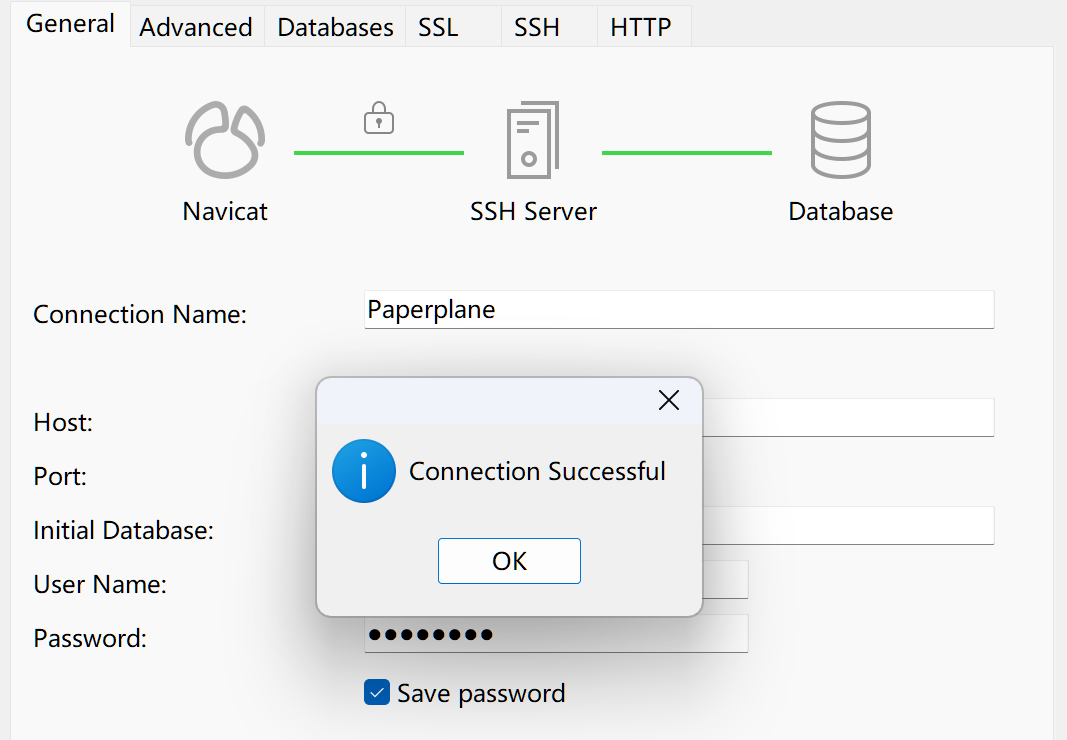 General Advanced Databases SSL SSH HTTP
Navicat SSH Server Database
Connection Name: Paperplane
Host:
Connection Successful
Port:
Initial Database:
OK
User Name:
Password: ●●●●●●●●
Save password